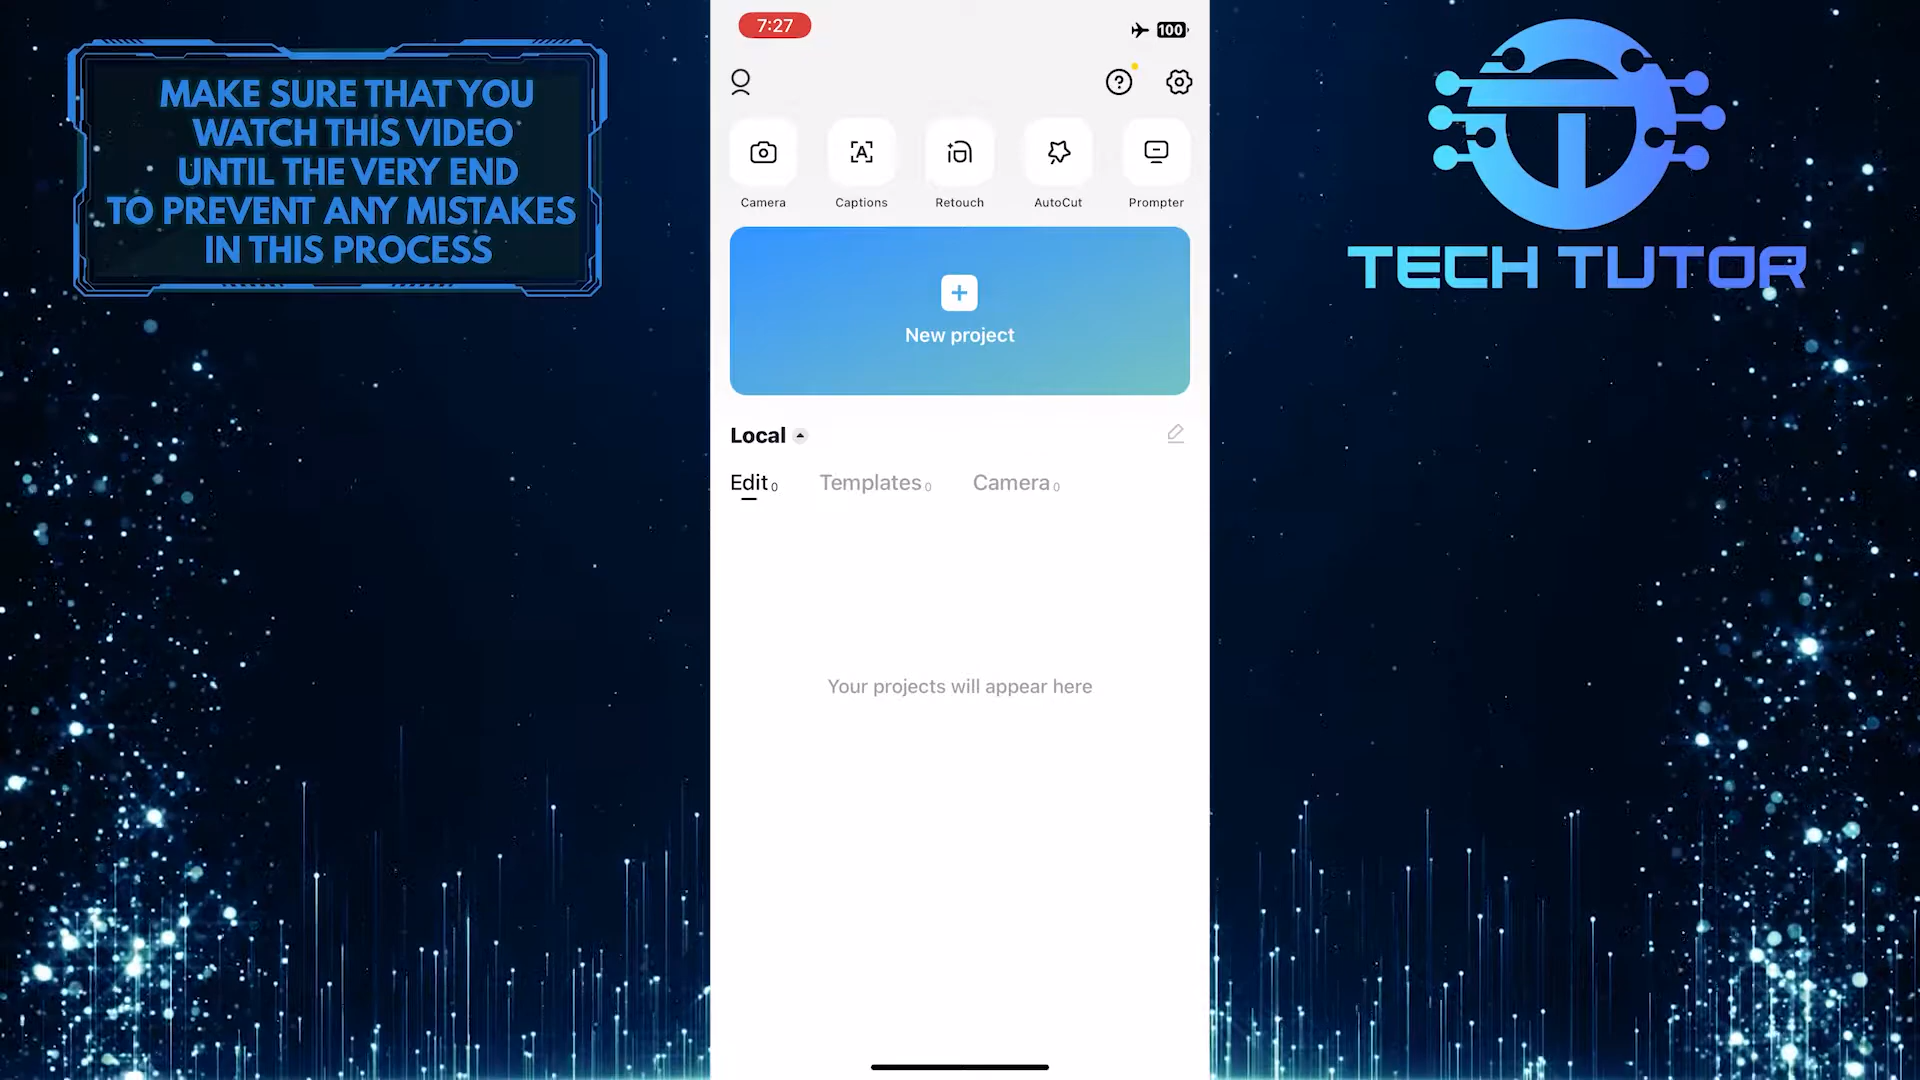 MAKE SURE THAT YOU
WATCH THIS VIDEO
UNTIL THE VERY END
TO PREVENT ANY MISTAKES
IN THIS PROCESS
7:27
100
Camera
Captions
Retouch
AutoCut
Prompter
New project
Local
Edit 0
Templates 0
Camera 0
Your projects will appear here
TECH TUTOR